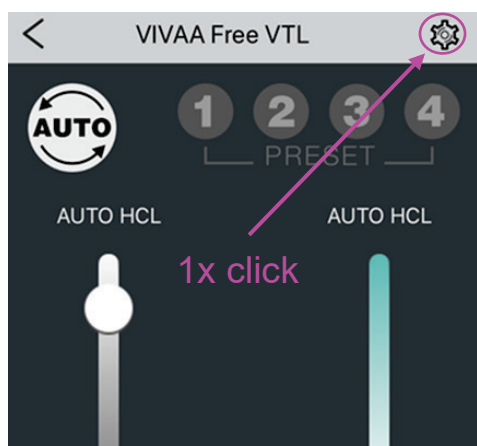 VIVAA Free VTL
AUTO 1 2 3 4
PRESET
AUTO HCL AUTO HCL
1x click